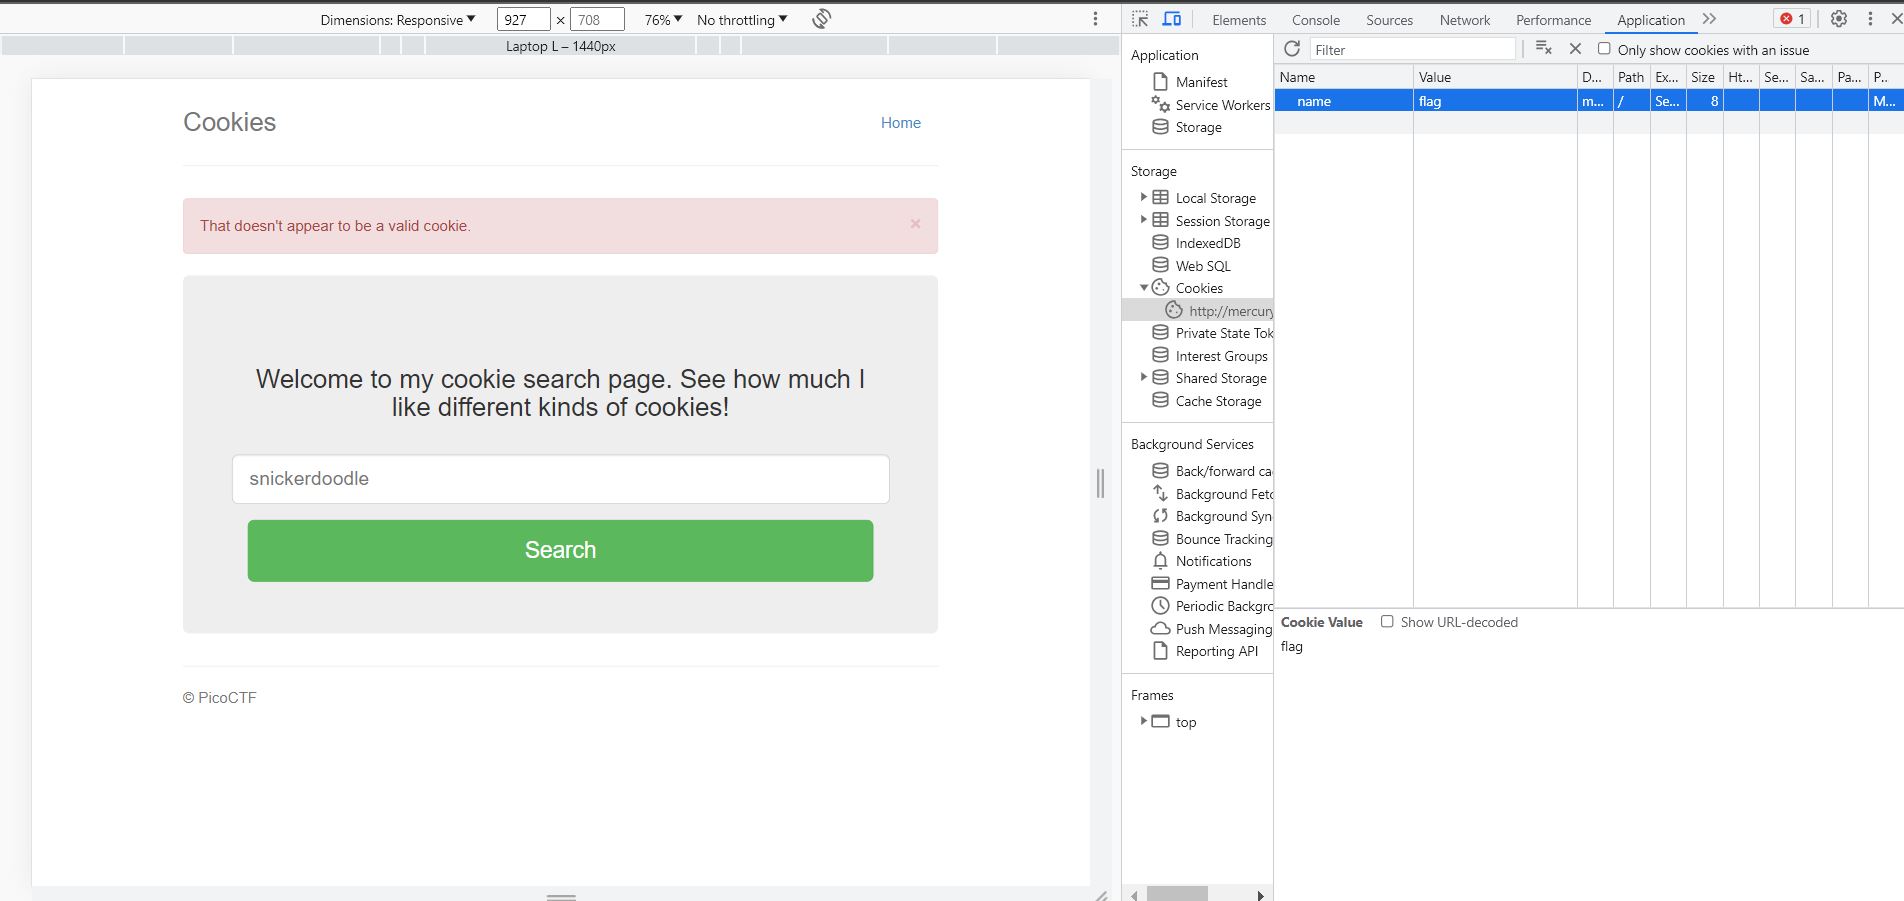 Dimensions: Responsive 927 × 708 76% No throttling
Laptop L – 1440px
Cookies Home
That doesn't appear to be a valid cookie. ×
Welcome to my cookie search page. See how much I
like different kinds of cookies!
snickerdoodle
Search
© PicoCTF
Elements Console Sources Network Performance Application 1
Application
Manifest
Service Workers
Storage
Storage
Local Storage
Session Storage
IndexedDB
Web SQL
Cookies
http://mercury
Private State Tok
Interest Groups
Shared Storage
Cache Storage
Background Services
Back/forward ca
Background Fetc
Background Syn
Bounce Tracking
Notifications
Payment Handle
Periodic Backgro
Push Messaging
Reporting API
Frames
top
Filter Only show cookies with an issue
Name Value D... Path Ex... Size Ht... Se... Sa... Pa... P..
name flag m... / Se... 8 M...
Cookie Value Show URL-decoded
flag